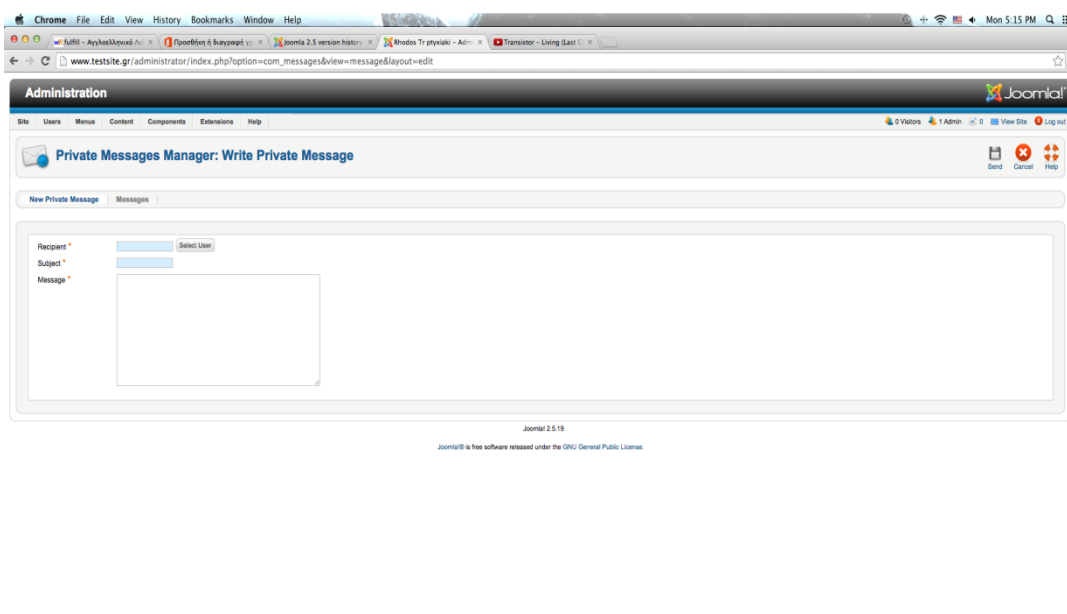 Chrome File Edit View History Bookmarks Window Help Mon 5:15 PM
fulfill – Αγγλοελληνικό Λεξ Προσθήκη ή διαγραφή γρ Joomla 2.5 version history Rhodos Tr ptyxiaki – Adm Transistor – Living (Last C
www.testsite.gr/administrator/index.php?option=com_messages&view=message&layout=edit
Administration Joomla!
Site Users Menus Content Components Extensions Help 0 Visitors 1 Admin 0 View Site Log out
Private Messages Manager: Write Private Message
Send Cancel Help
New Private Message Messages
Recipient * Select User
Subject *
Message *
Joomla! 2.5.19
Joomla!® is free software released under the GNU General Public License.